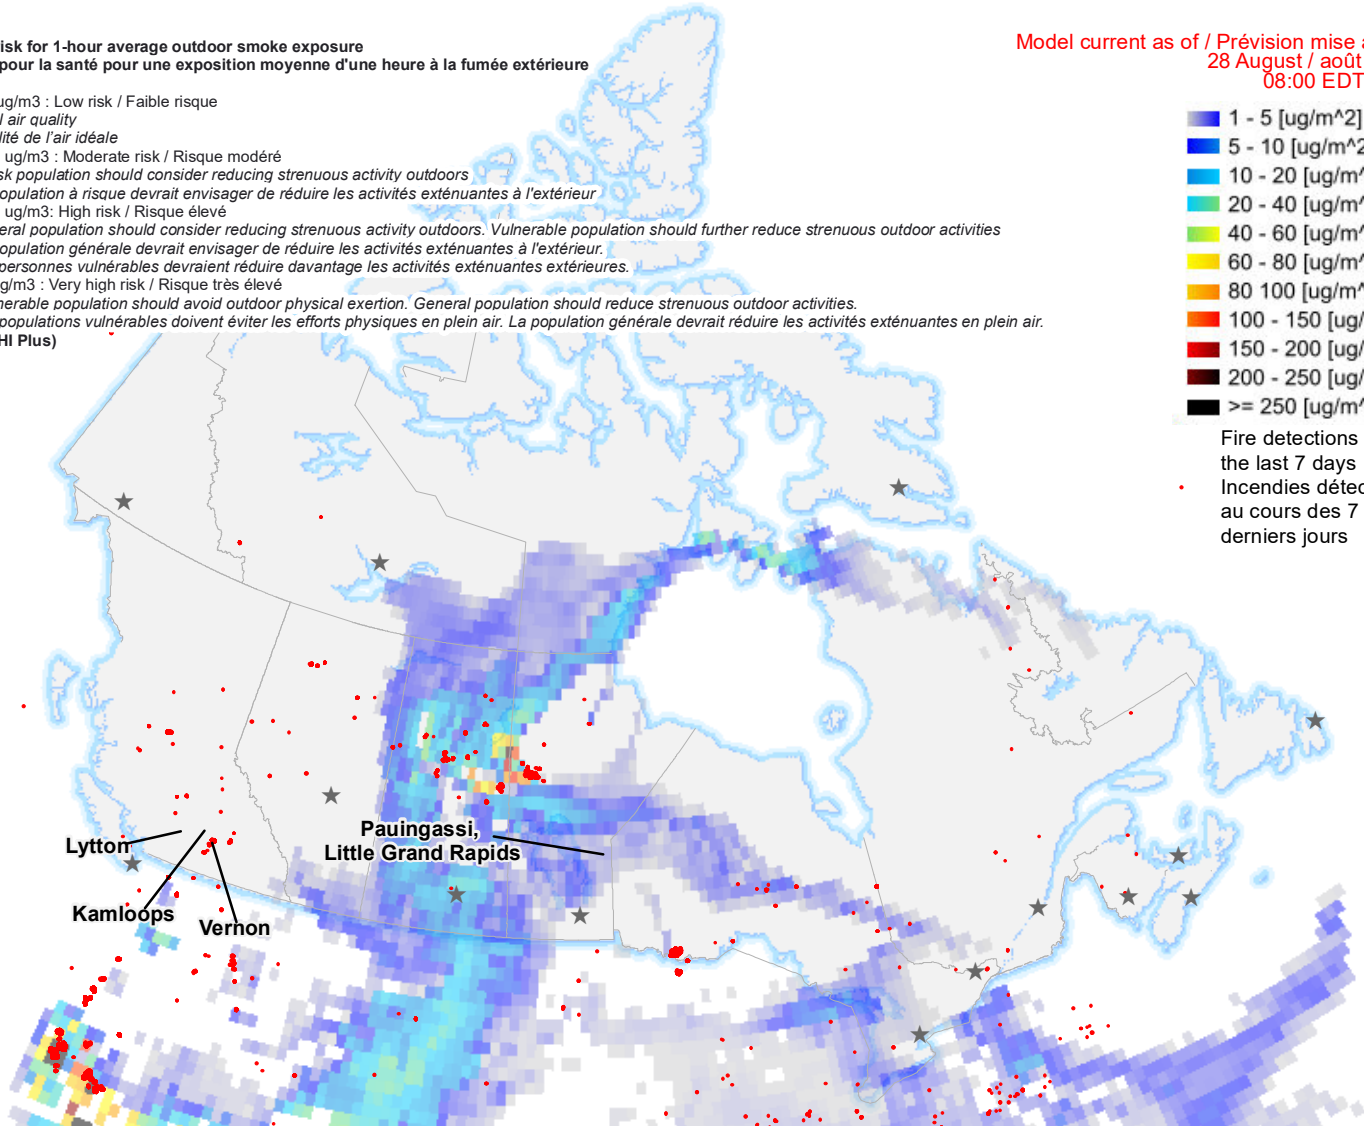 isk for 1-hour average outdoor smoke exposure
pour la santé pour une exposition moyenne d'une heure à la fumée extérieure
ug/m3 : Low risk / Faible risque
l air quality
lité de l'air idéale
ug/m3 : Moderate risk / Risque modéré
sk population should consider reducing strenuous activity outdoors
opulation à risque devrait envisager de réduire les activités exténuantes à l'extérieur
ug/m3: High risk / Risque élevé
eral population should consider reducing strenuous activity outdoors. Vulnerable population should further reduce strenuous outdoor activities
opulation générale devrait envisager de réduire les activités exténuantes à l'extérieur.
personnes vulnérables devraient réduire davantage les activités exténuantes extérieures.
g/m3 : Very high risk / Risque très élevé
nerable population should avoid outdoor physical exertion. General population should reduce strenuous outdoor activities.
populations vulnérables doivent éviter les efforts physiques en plein air. La population générale devrait réduire les activités exténuantes en plein air.
HI Plus)
Model current as of / Prévision mise a
28 August / août
08:00 EDT
1 - 5 [ug/m^2]
5 - 10 [ug/m^2
10 - 20 [ug/m^
20 - 40 [ug/m^
40 - 60 [ug/m^
60 - 80 [ug/m^
80 100 [ug/m^
100 - 150 [ug/
150 - 200 [ug/
200 - 250 [ug/
>= 250 [ug/m^
Fire detections
the last 7 days
Incendies détec
au cours des 7
derniers jours
Lytton
Kamloops
Vernon
Pauingassi,
Little Grand Rapids